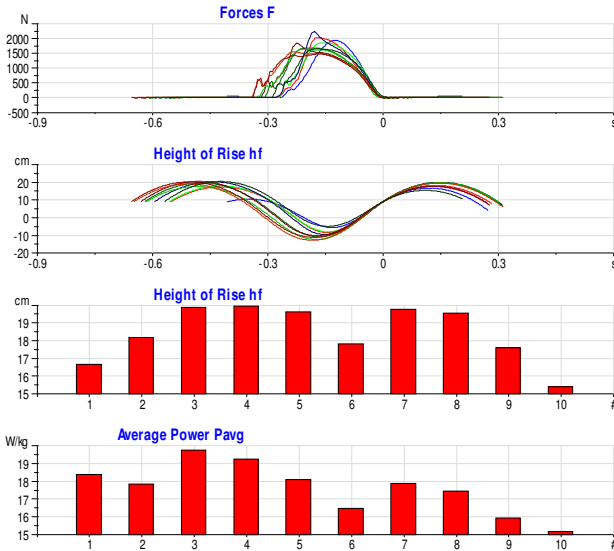 Forces F
N
2000
1500
1000
500
0
-500
-0.9 -0.6 -0.3 0 0.3 s
Height of Rise hf
cm
20
10
0
-10
-20
-0.9 -0.6 -0.3 0 0.3 s
Height of Rise hf
cm
19
18
17
16
15
1 2 3 4 5 6 7 8 9 10 #
Average Power Pavg
W/kg
19
18
17
16
15
1 2 3 4 5 6 7 8 9 10 #